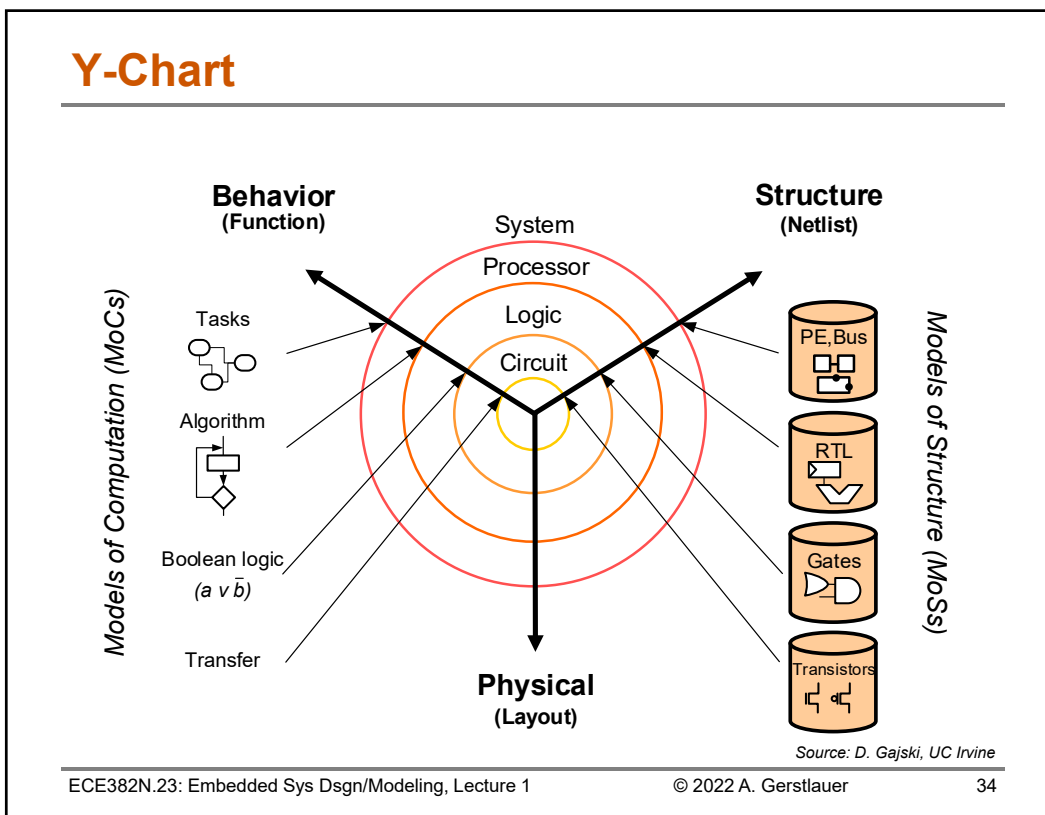 Y-Chart
Behavior
(Function)
Structure
(Netlist)
System
Processor
Logic
Circuit
Models of Computation (MoCs)
Tasks
Algorithm
Boolean logic
(a v b̄)
Transfer
PE,Bus
RTL
Gates
Transistors
Models of Structure (MoSs)
Physical
(Layout)
Source: D. Gajski, UC Irvine
ECE382N.23: Embedded Sys Dsgn/Modeling, Lecture 1 © 2022 A. Gerstlauer 34